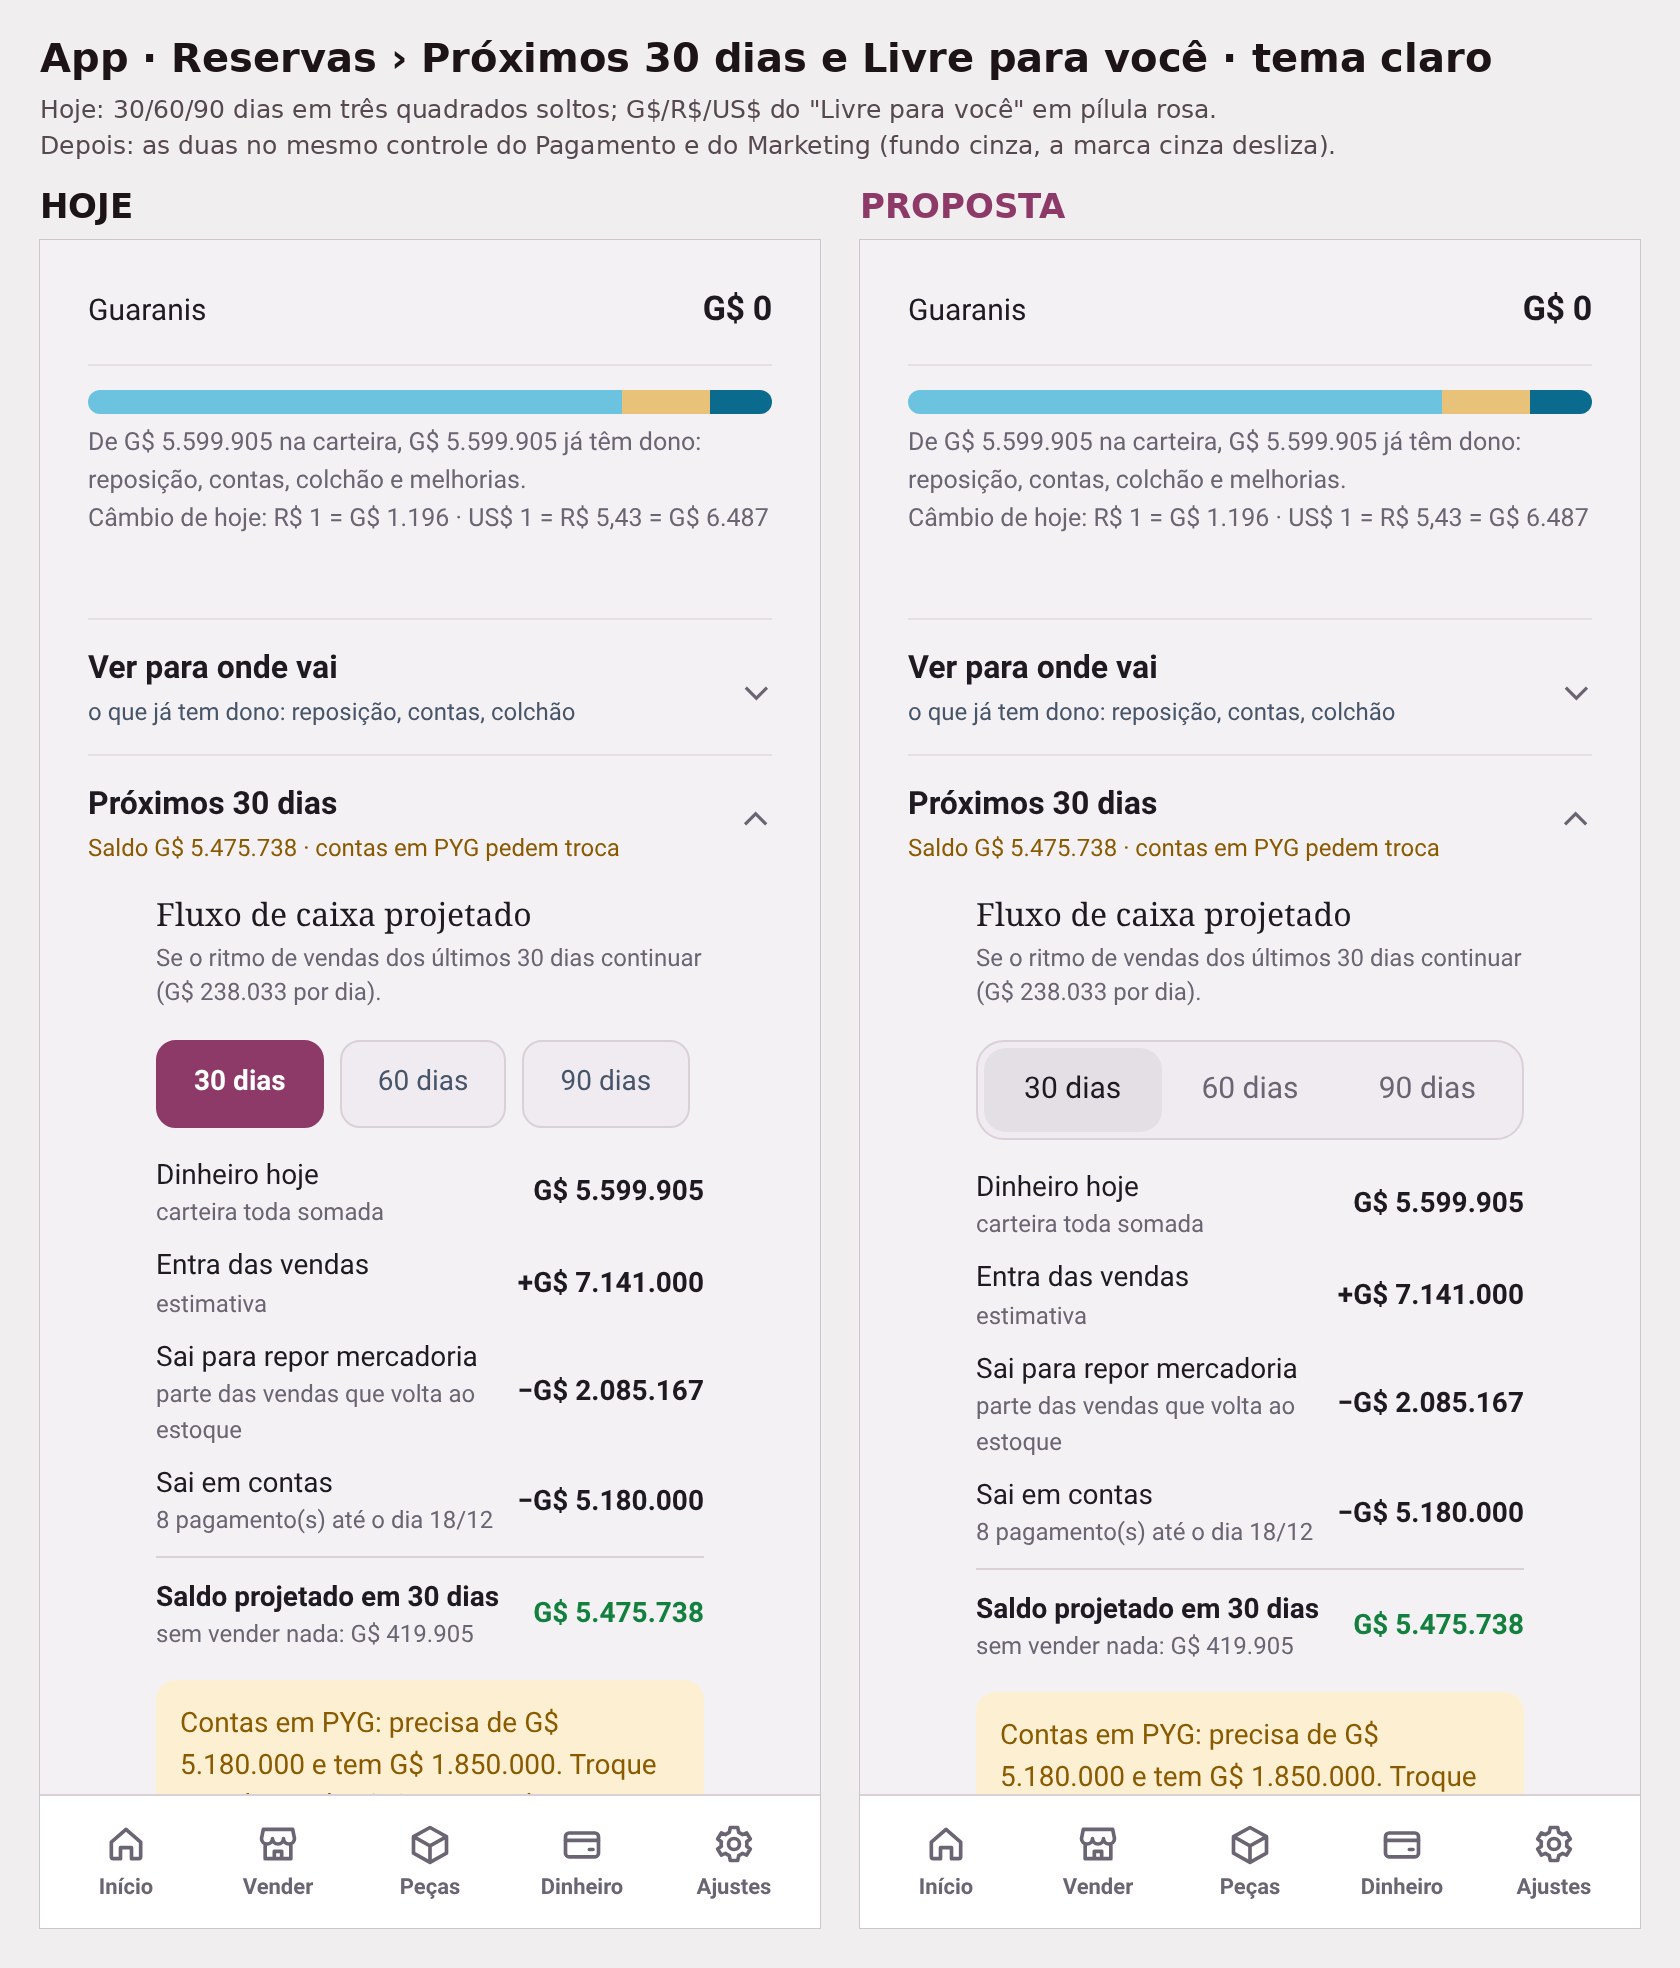 App · Reservas › Próximos 30 dias e Livre para você · tema claro
Hoje: 30/60/90 dias em três quadrados soltos; G$/R$/US$ do "Livre para você" em pílula rosa.
Depois: as duas no mesmo controle do Pagamento e do Marketing (fundo cinza, a marca cinza desliza).
HOJE
Guaranis G$ 0
De G$ 5.599.905 na carteira, G$ 5.599.905 já têm dono:
reposição, contas, colchão e melhorias.
Câmbio de hoje: R$ 1 = G$ 1.196 · US$ 1 = R$ 5,43 = G$ 6.487
Ver para onde vai
o que já tem dono: reposição, contas, colchão
Próximos 30 dias
Saldo G$ 5.475.738 · contas em PYG pedem troca
Fluxo de caixa projetado
Se o ritmo de vendas dos últimos 30 dias continuar
(G$ 238.033 por dia).
30 dias 60 dias 90 dias
Dinheiro hoje
carteira toda somada
G$ 5.599.905
Entra das vendas
estimativa
+G$ 7.141.000
Sai para repor mercadoria
parte das vendas que volta ao
estoque
−G$ 2.085.167
Sai em contas
8 pagamento(s) até o dia 18/12
−G$ 5.180.000
Saldo projetado em 30 dias
sem vender nada: G$ 419.905
G$ 5.475.738
Contas em PYG: precisa de G$
5.180.000 e tem G$ 1.850.000. Troque
Início Vender Peças Dinheiro Ajustes
PROPOSTA
Guaranis G$ 0
De G$ 5.599.905 na carteira, G$ 5.599.905 já têm dono:
reposição, contas, colchão e melhorias.
Câmbio de hoje: R$ 1 = G$ 1.196 · US$ 1 = R$ 5,43 = G$ 6.487
Ver para onde vai
o que já tem dono: reposição, contas, colchão
Próximos 30 dias
Saldo G$ 5.475.738 · contas em PYG pedem troca
Fluxo de caixa projetado
Se o ritmo de vendas dos últimos 30 dias continuar
(G$ 238.033 por dia).
30 dias 60 dias 90 dias
Dinheiro hoje
carteira toda somada
G$ 5.599.905
Entra das vendas
estimativa
+G$ 7.141.000
Sai para repor mercadoria
parte das vendas que volta ao
estoque
−G$ 2.085.167
Sai em contas
8 pagamento(s) até o dia 18/12
−G$ 5.180.000
Saldo projetado em 30 dias
sem vender nada: G$ 419.905
G$ 5.475.738
Contas em PYG: precisa de G$
5.180.000 e tem G$ 1.850.000. Troque
Início Vender Peças Dinheiro Ajustes